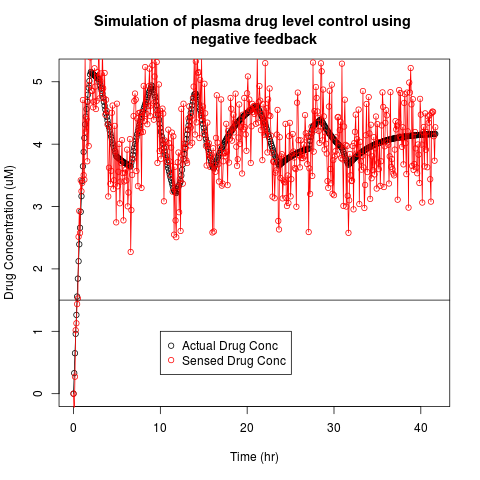 Simulation of plasma drug level control using
negative feedback
Drug Concentration (uM)
5
4
3
2
1
0
Actual Drug Conc
Sensed Drug Conc
0 10 20 30 40
Time (hr)